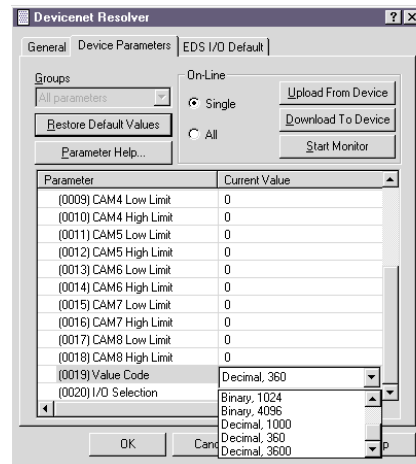 Devicenet Resolver
General Device Parameters EDS I/O Default
Groups
All parameters
Restore Default Values
Parameter Help...
On-Line
Single
All
Upload From Device
Download To Device
Start Monitor
Parameter Current Value
(0009) CAM4 Low Limit 0
(0010) CAM4 High Limit 0
(0011) CAM5 Low Limit 0
(0012) CAM5 High Limit 0
(0013) CAM6 Low Limit 0
(0014) CAM6 High Limit 0
(0015) CAM7 Low Limit 0
(0016) CAM7 High Limit 0
(0017) CAM8 Low Limit 0
(0018) CAM8 High Limit 0
(0019) Value Code Decimal, 360
(0020) I/O Selection
Binary, 1024
Binary, 4096
Decimal, 1000
Decimal, 360
Decimal, 3600
OK Canc p